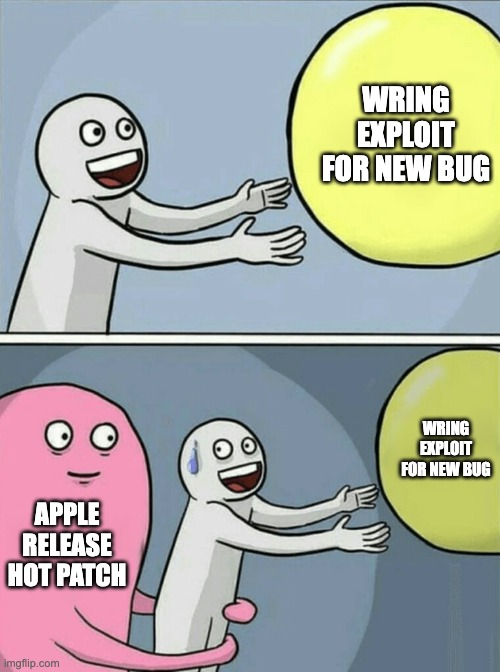 WRING
EXPLOIT
FOR NEW BUG
WRING
EXPLOIT
FOR NEW BUG
APPLE
RELEASE
HOT PATCH
imgflip.com